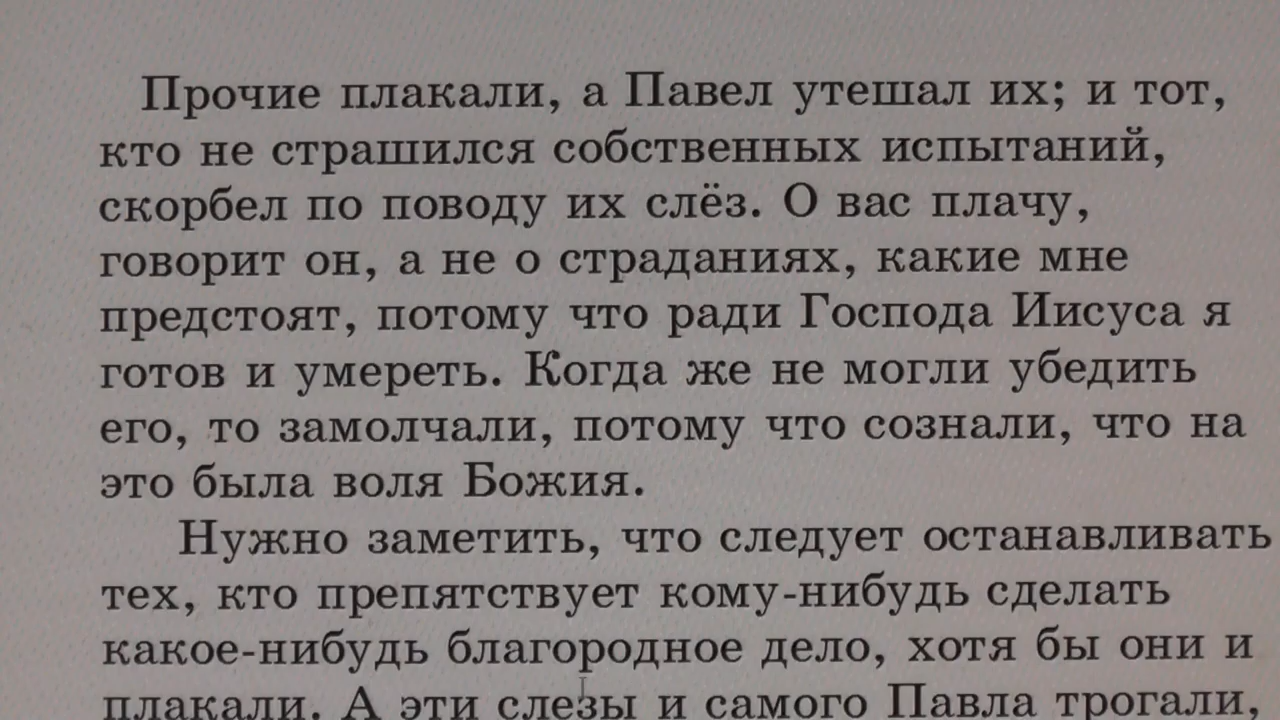 Прочие плакали, а Павел утешал их; и тот,
кто не страшился собственных испытаний,
скорбел по поводу их слёз. О вас плачу,
говорит он, а не о страданиях, какие мне
предстоят, потому что ради Господа Иисуса я
готов и умереть. Когда же не могли убедить
его, то замолчали, потому что сознали, что на
это была воля Божия.
Нужно заметить, что следует останавливать
тех, кто препятствует кому-нибудь сделать
какое-нибудь благородное дело, хотя бы они и
плакали. А эти слезы и самого Павла трогали,